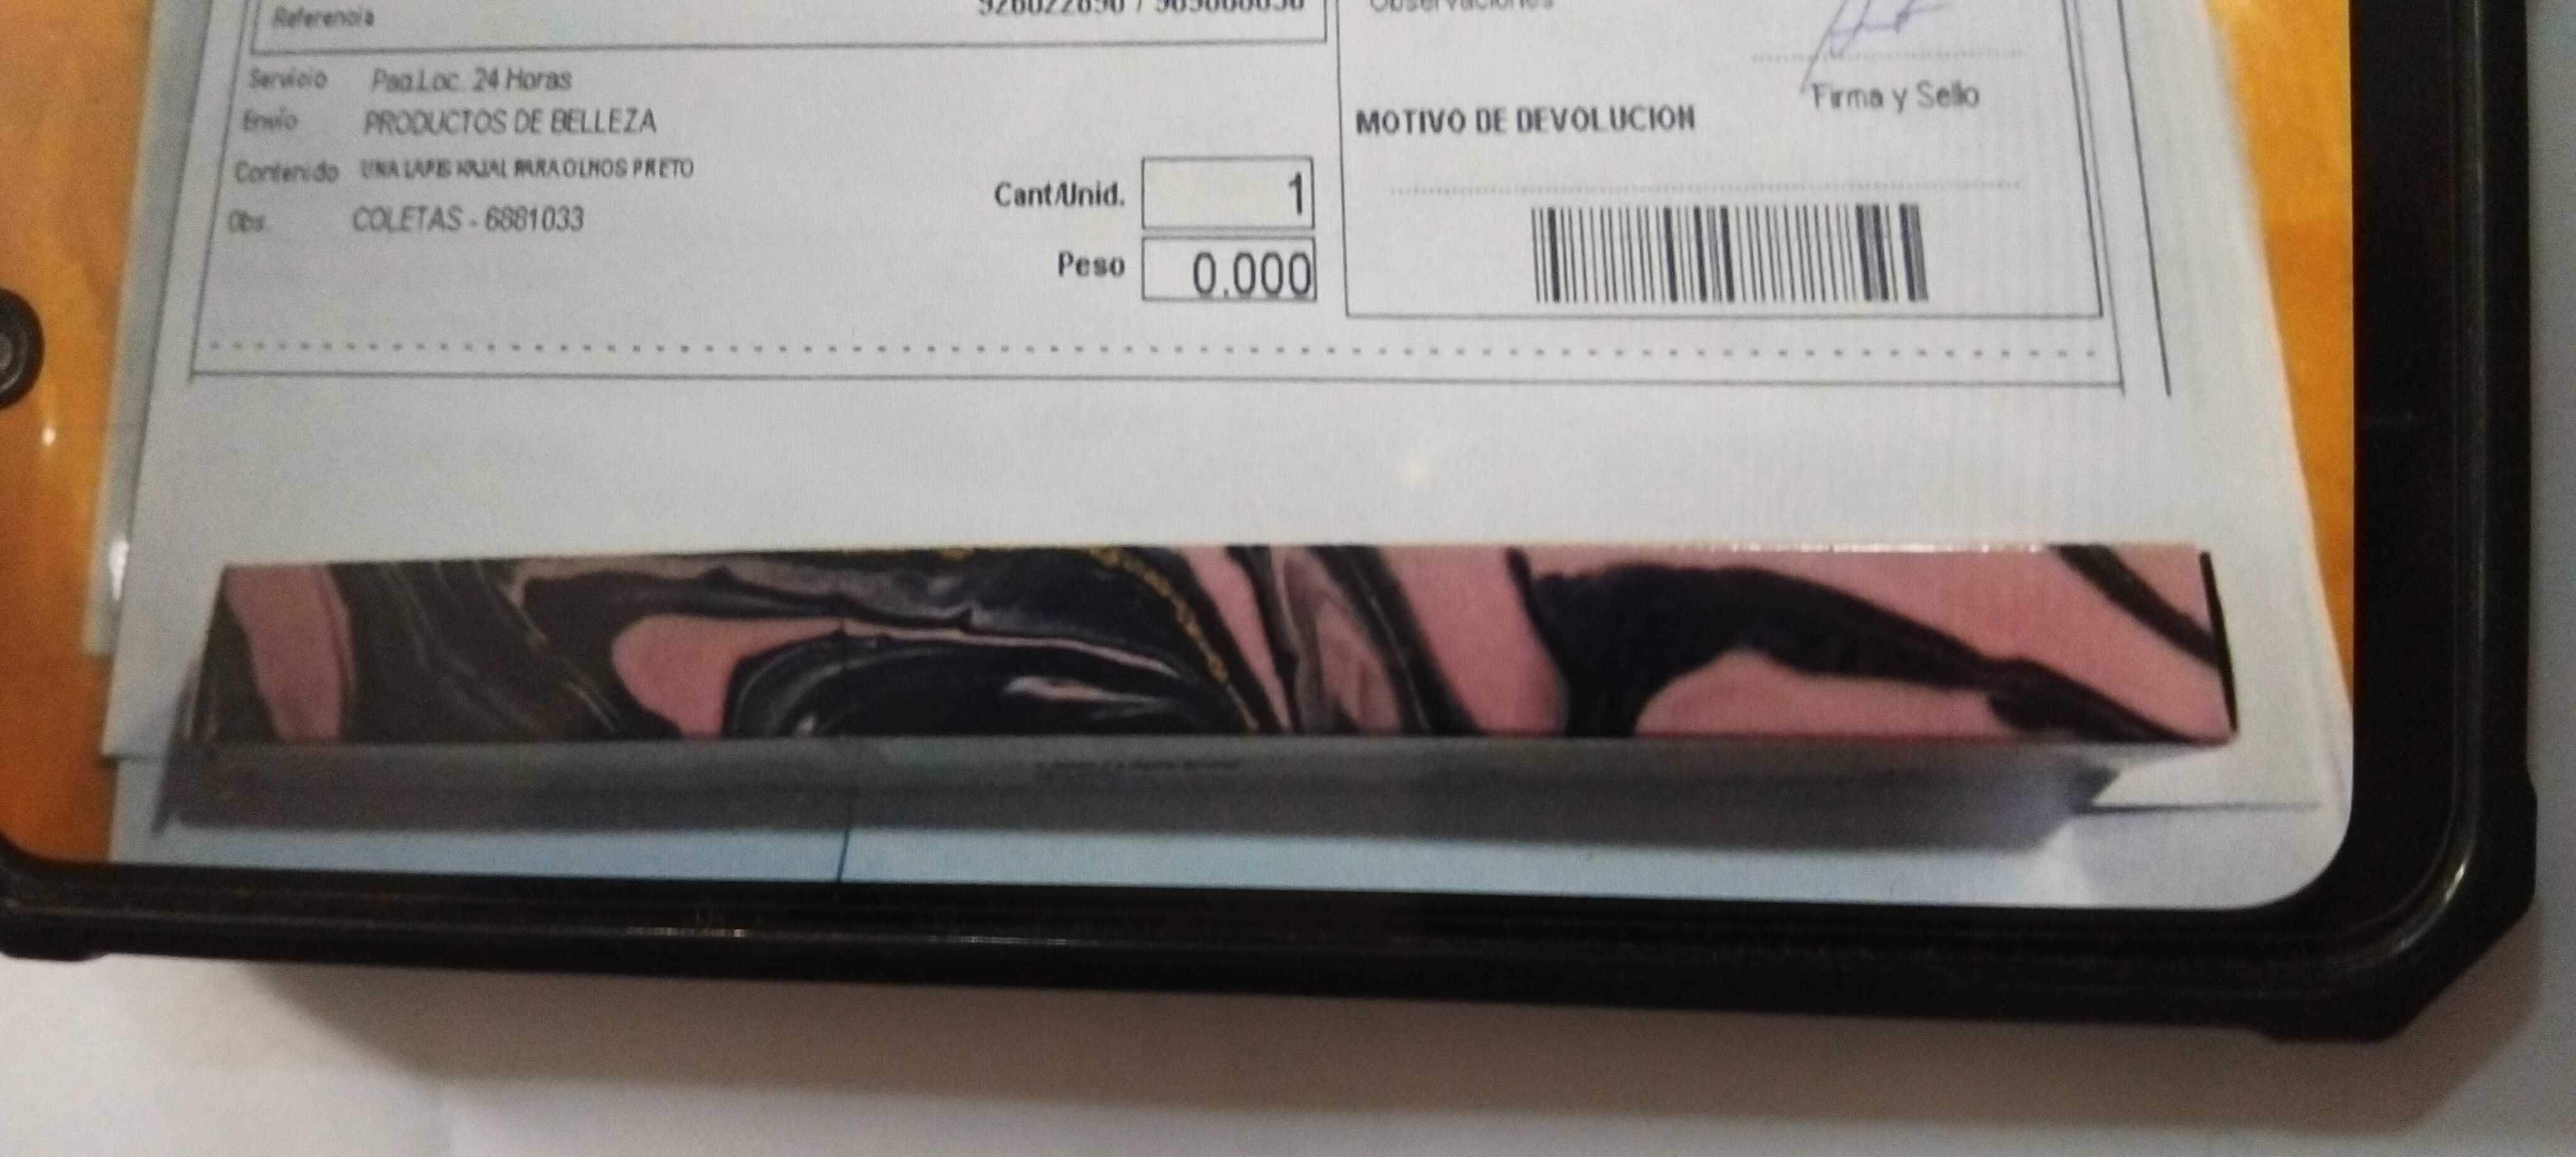 Referencia
Observaciones
Servicio Paq.Loc. 24 Horas
Envío PRODUCTOS DE BELLEZA
Contenido UNA LAPIS KAJAL PARA OLHOS PRETO
Obs. COLETAS - 6881033
Cant/Unid. 1
Peso 0.000
Firma y Sello
MOTIVO DE DEVOLUCION